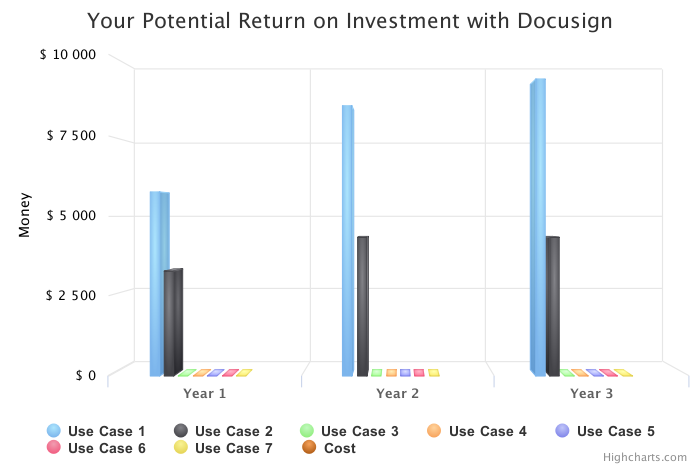 Your Potential Return on Investment with Docusign
$ 10 000
$ 7 500
$ 5 000
$ 2 500
$ 0
Money
Year 1 Year 2 Year 3
Use Case 1 Use Case 2 Use Case 3 Use Case 4 Use Case 5
Use Case 6 Use Case 7 Cost
Highcharts.com